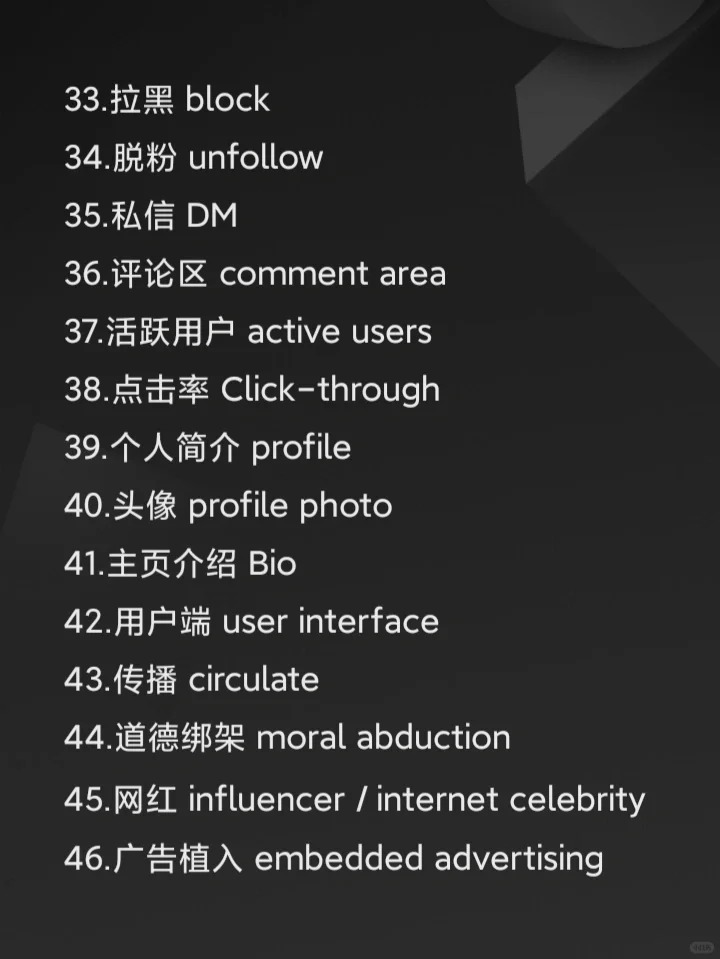 33.拉黑 block
34.脱粉 unfollow
35.私信 DM
36.评论区 comment area
37.活跃用户 active users
38.点击率 Click-through
39.个人简介 profile
40.头像 profile photo
41.主页介绍 Bio
42.用户端 user interface
43.传播 circulate
44.道德绑架 moral abduction
45.网红 influencer / internet celebrity
46.广告植入 embedded advertising